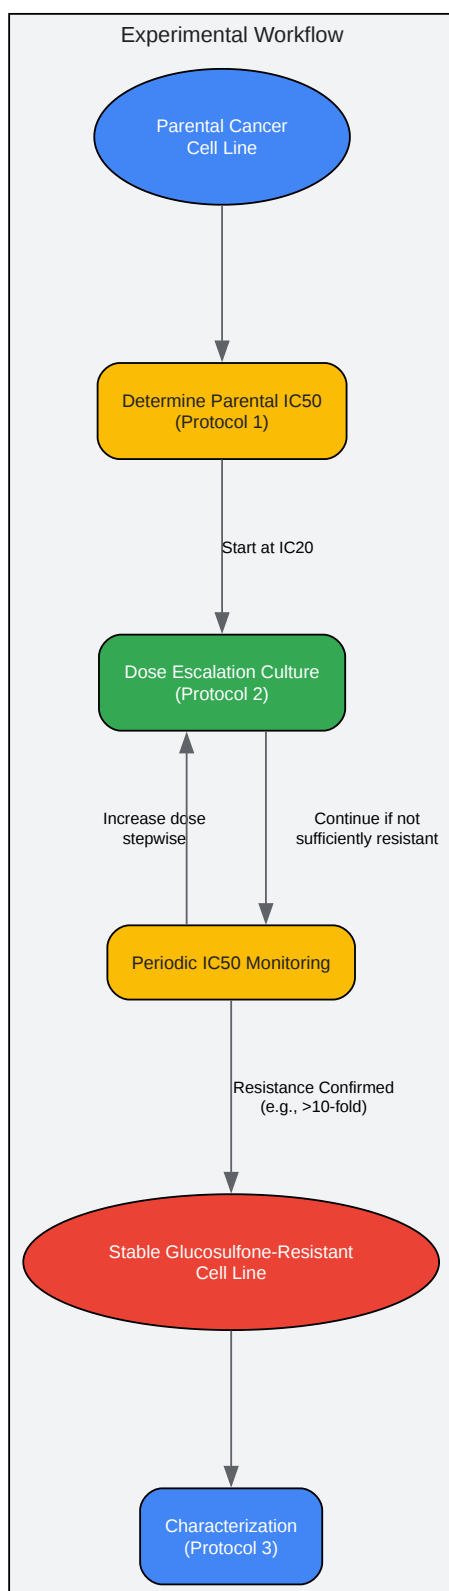 Experimental Workflow
Parental Cancer
Cell Line
Determine Parental IC50
(Protocol 1)
Start at IC20
Dose Escalation Culture
(Protocol 2)
Increase dose
stepwise
Continue if not
sufficiently resistant
Periodic IC50 Monitoring
Resistance Confirmed
(e.g., >10-fold)
Stable Glucosulfone-Resistant
Cell Line
Characterization
(Protocol 3)